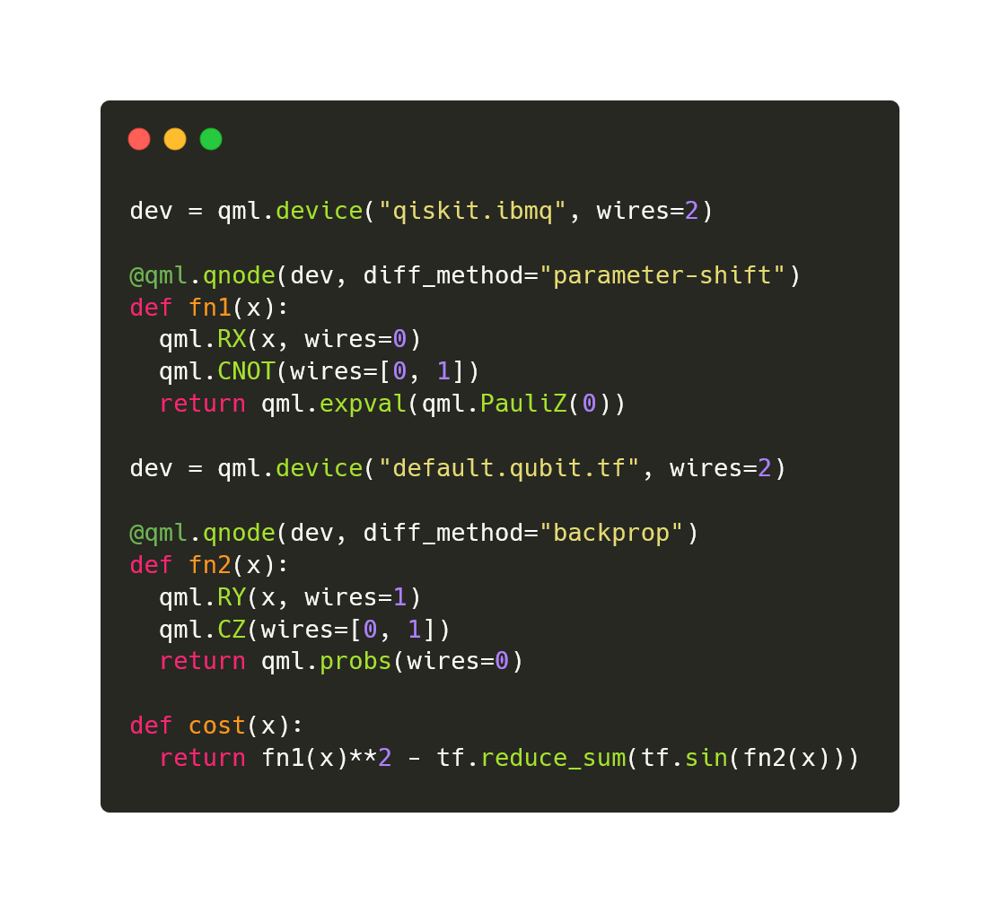 dev = qml.device("qiskit.ibmq", wires=2)

@qml.qnode(dev, diff_method="parameter-shift")
def fn1(x):
  qml.RX(x, wires=0)
  qml.CNOT(wires=[0, 1])
  return qml.expval(qml.PauliZ(0))

dev = qml.device("default.qubit.tf", wires=2)

@qml.qnode(dev, diff_method="backprop")
def fn2(x):
  qml.RY(x, wires=1)
  qml.CZ(wires=[0, 1])
  return qml.probs(wires=0)

def cost(x):
  return fn1(x)**2 - tf.reduce_sum(tf.sin(fn2(x)))